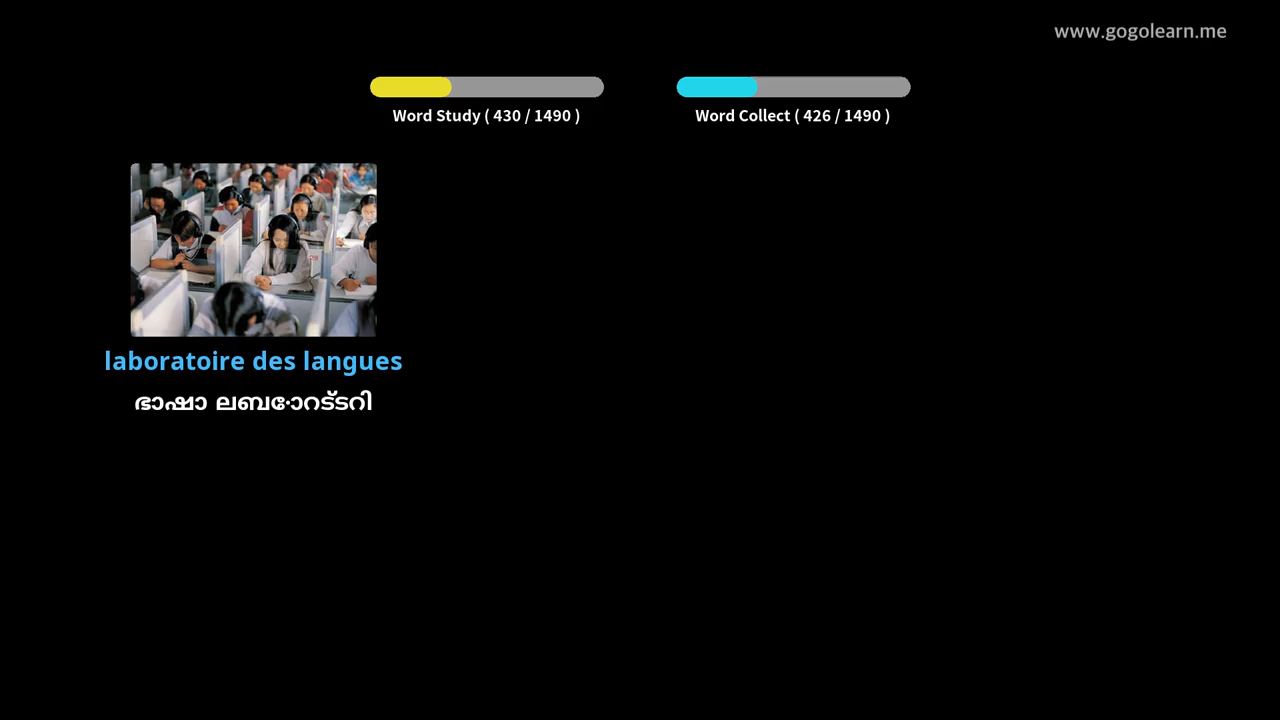 www.gogolearn.me
Word Study ( 430 / 1490 )
Word Collect ( 426 / 1490 )
laboratoire des langues
ഭാഷാ ലബോറട്ടറി